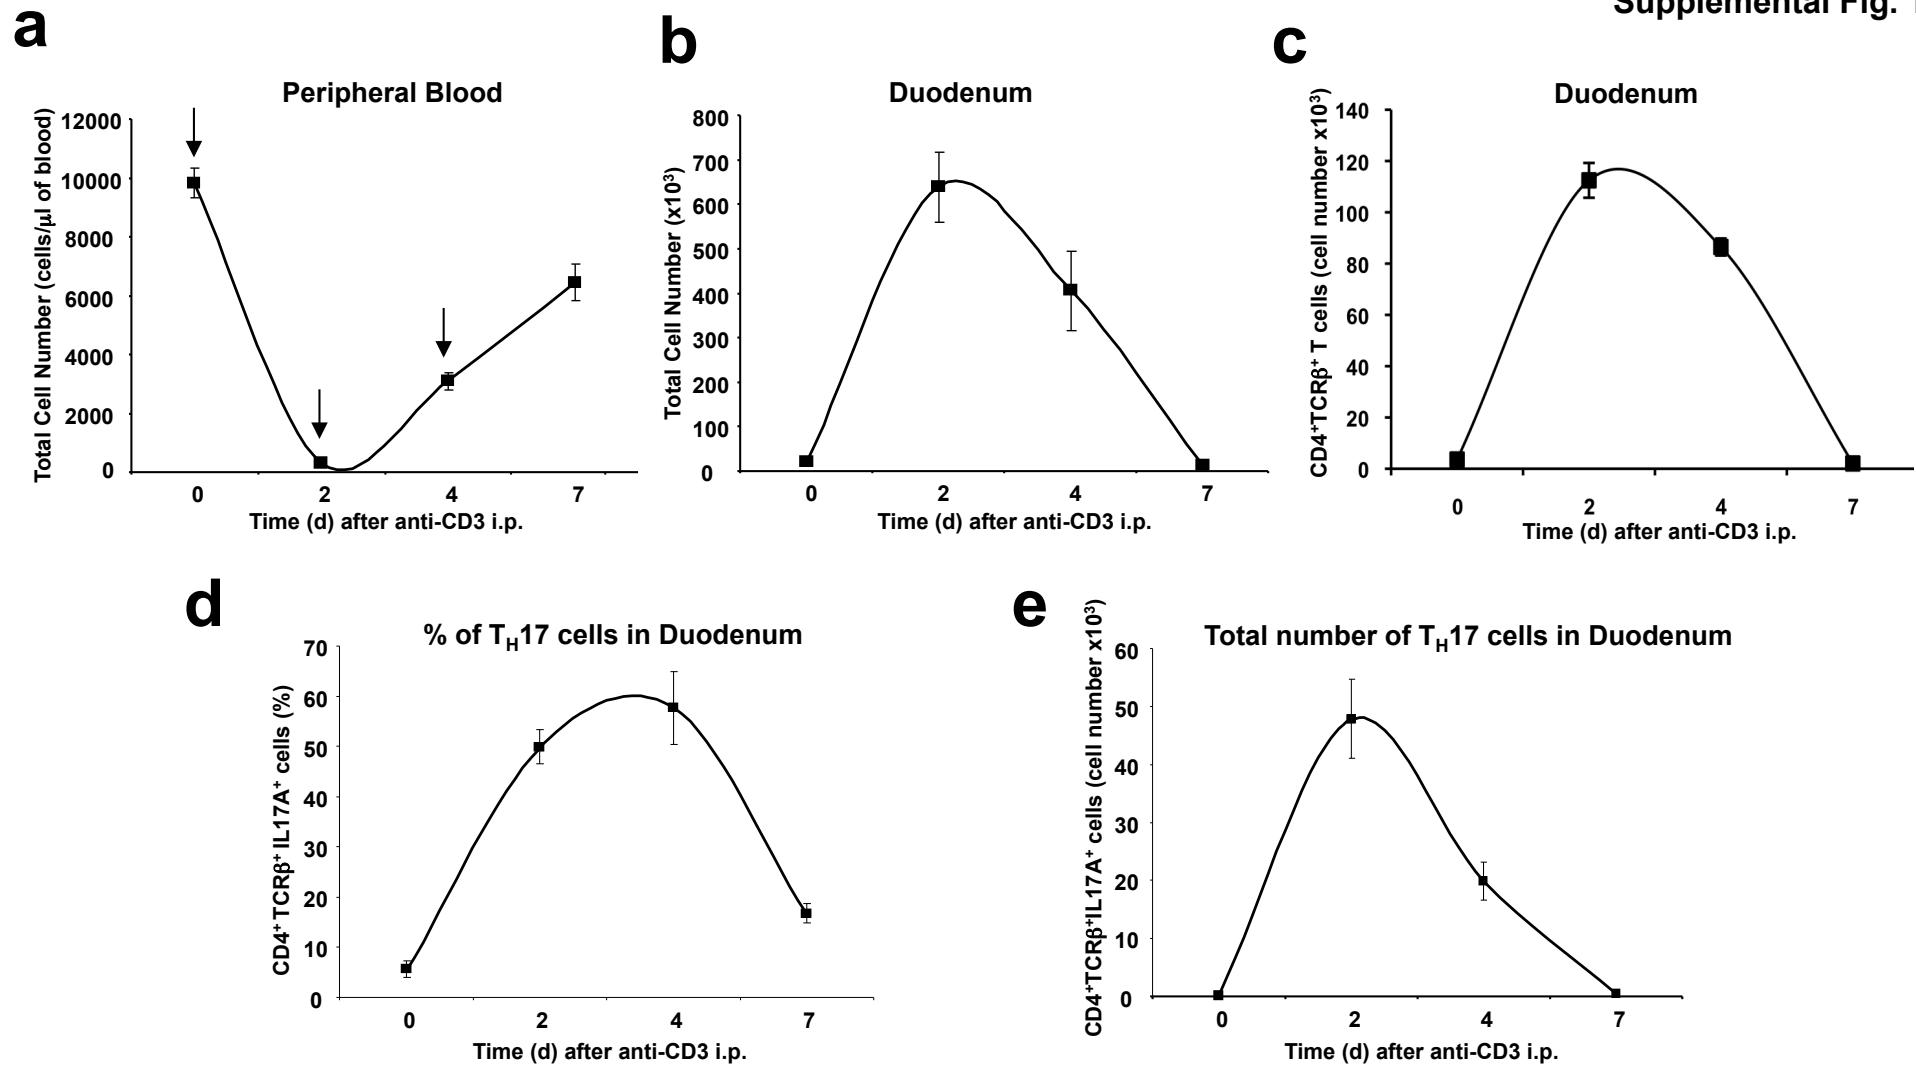 Supplemental Fig.
a
b
c
Peripheral Blood
Duodenum
Duodenum
Total Cell Number (cells/µl of blood)
12000
10000
8000
6000
4000
2000
0
0 2 4 7
Time (d) after anti-CD3 i.p.
Total Cell Number (x10³)
800
700
600
500
400
300
200
100
0
0 2 4 7
Time (d) after anti-CD3 i.p.
CD4⁺TCRβ⁺ T cells (cell number x10³)
140
120
100
80
60
40
20
0
0 2 4 7
Time (d) after anti-CD3 i.p.
d
e
% of TH17 cells in Duodenum
CD4⁺TCRβ⁺ IL17A⁺ cells (%)
70
60
50
40
30
20
10
0
0 2 4 7
Time (d) after anti-CD3 i.p.
Total number of TH17 cells in Duodenum
CD4⁺TCRβ⁺IL17A⁺ cells (cell number x10³)
60
50
40
30
20
10
0
0 2 4 7
Time (d) after anti-CD3 i.p.